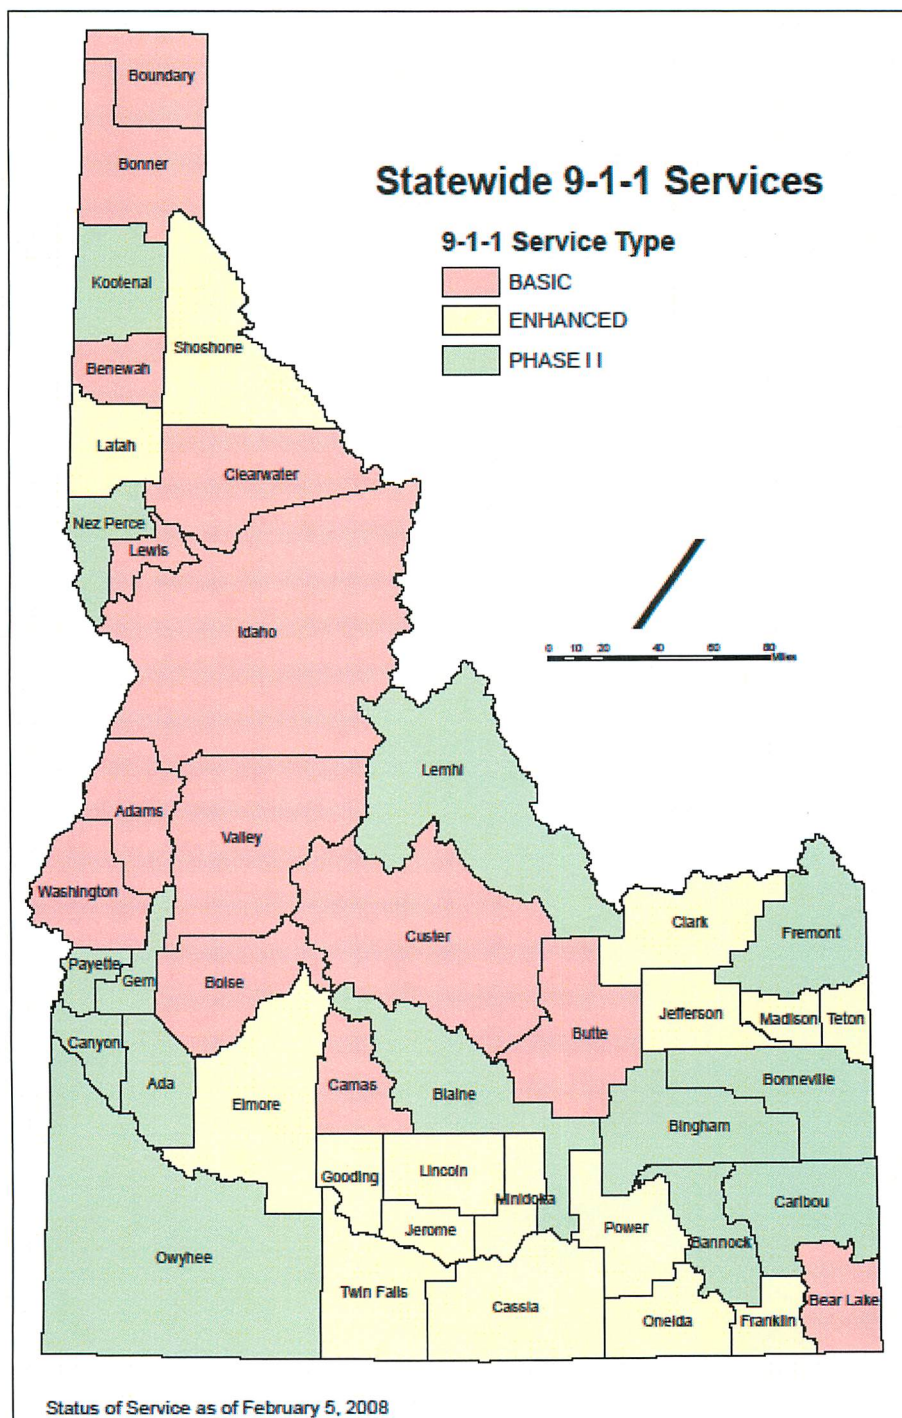 Boundary
Bonner
Statewide 9-1-1 Services
9-1-1 Service Type
BASIC
ENHANCED
PHASE I I
Kootenai
Shoshone
Benewah
Latah
Clearwater
Nez Perce
Lewis
Idaho
0 10 20 40 60 80
Miles
Lemhi
Adams
Valley
Washington
Custer
Clark
Fremont
Payette
Gem
Boise
Butte
Jefferson
Madison
Teton
Canyon
Ada
Elmore
Camas
Blaine
Bonneville
Bingham
Gooding
Lincoln
Minidoka
Jerome
Power
Caribou
Bannock
Owyhee
Twin Falls
Cassia
Oneida
Franklin
Bear Lake
Status of Service as of February 5, 2008